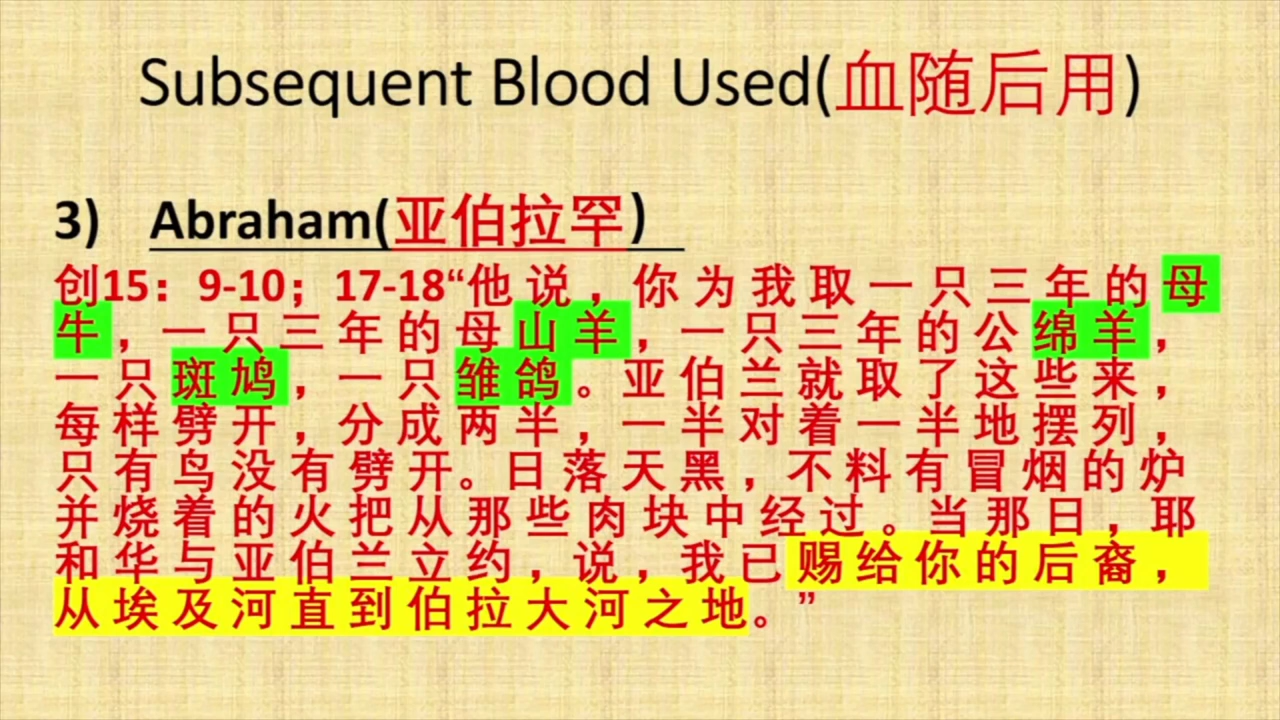 Subsequent Blood Used(血随后用)
3) Abraham(亚伯拉罕)
创15：9-10；17-18“他说，你为我取一只三年的母
牛，一只三年的母山羊，一只三年的公绵羊，
一只斑鸠，一只雏鸽。亚伯兰就取了这些来，
每样劈开，分成两半，一半对着一半地摆列，
只有鸟没有劈开。日落天黑，不料有冒烟的炉
并烧着的火把从那些肉块中经过。当那日，耶
和华与亚伯兰立约，说，我已赐给你的后裔，
从埃及河直到伯拉大河之地。”